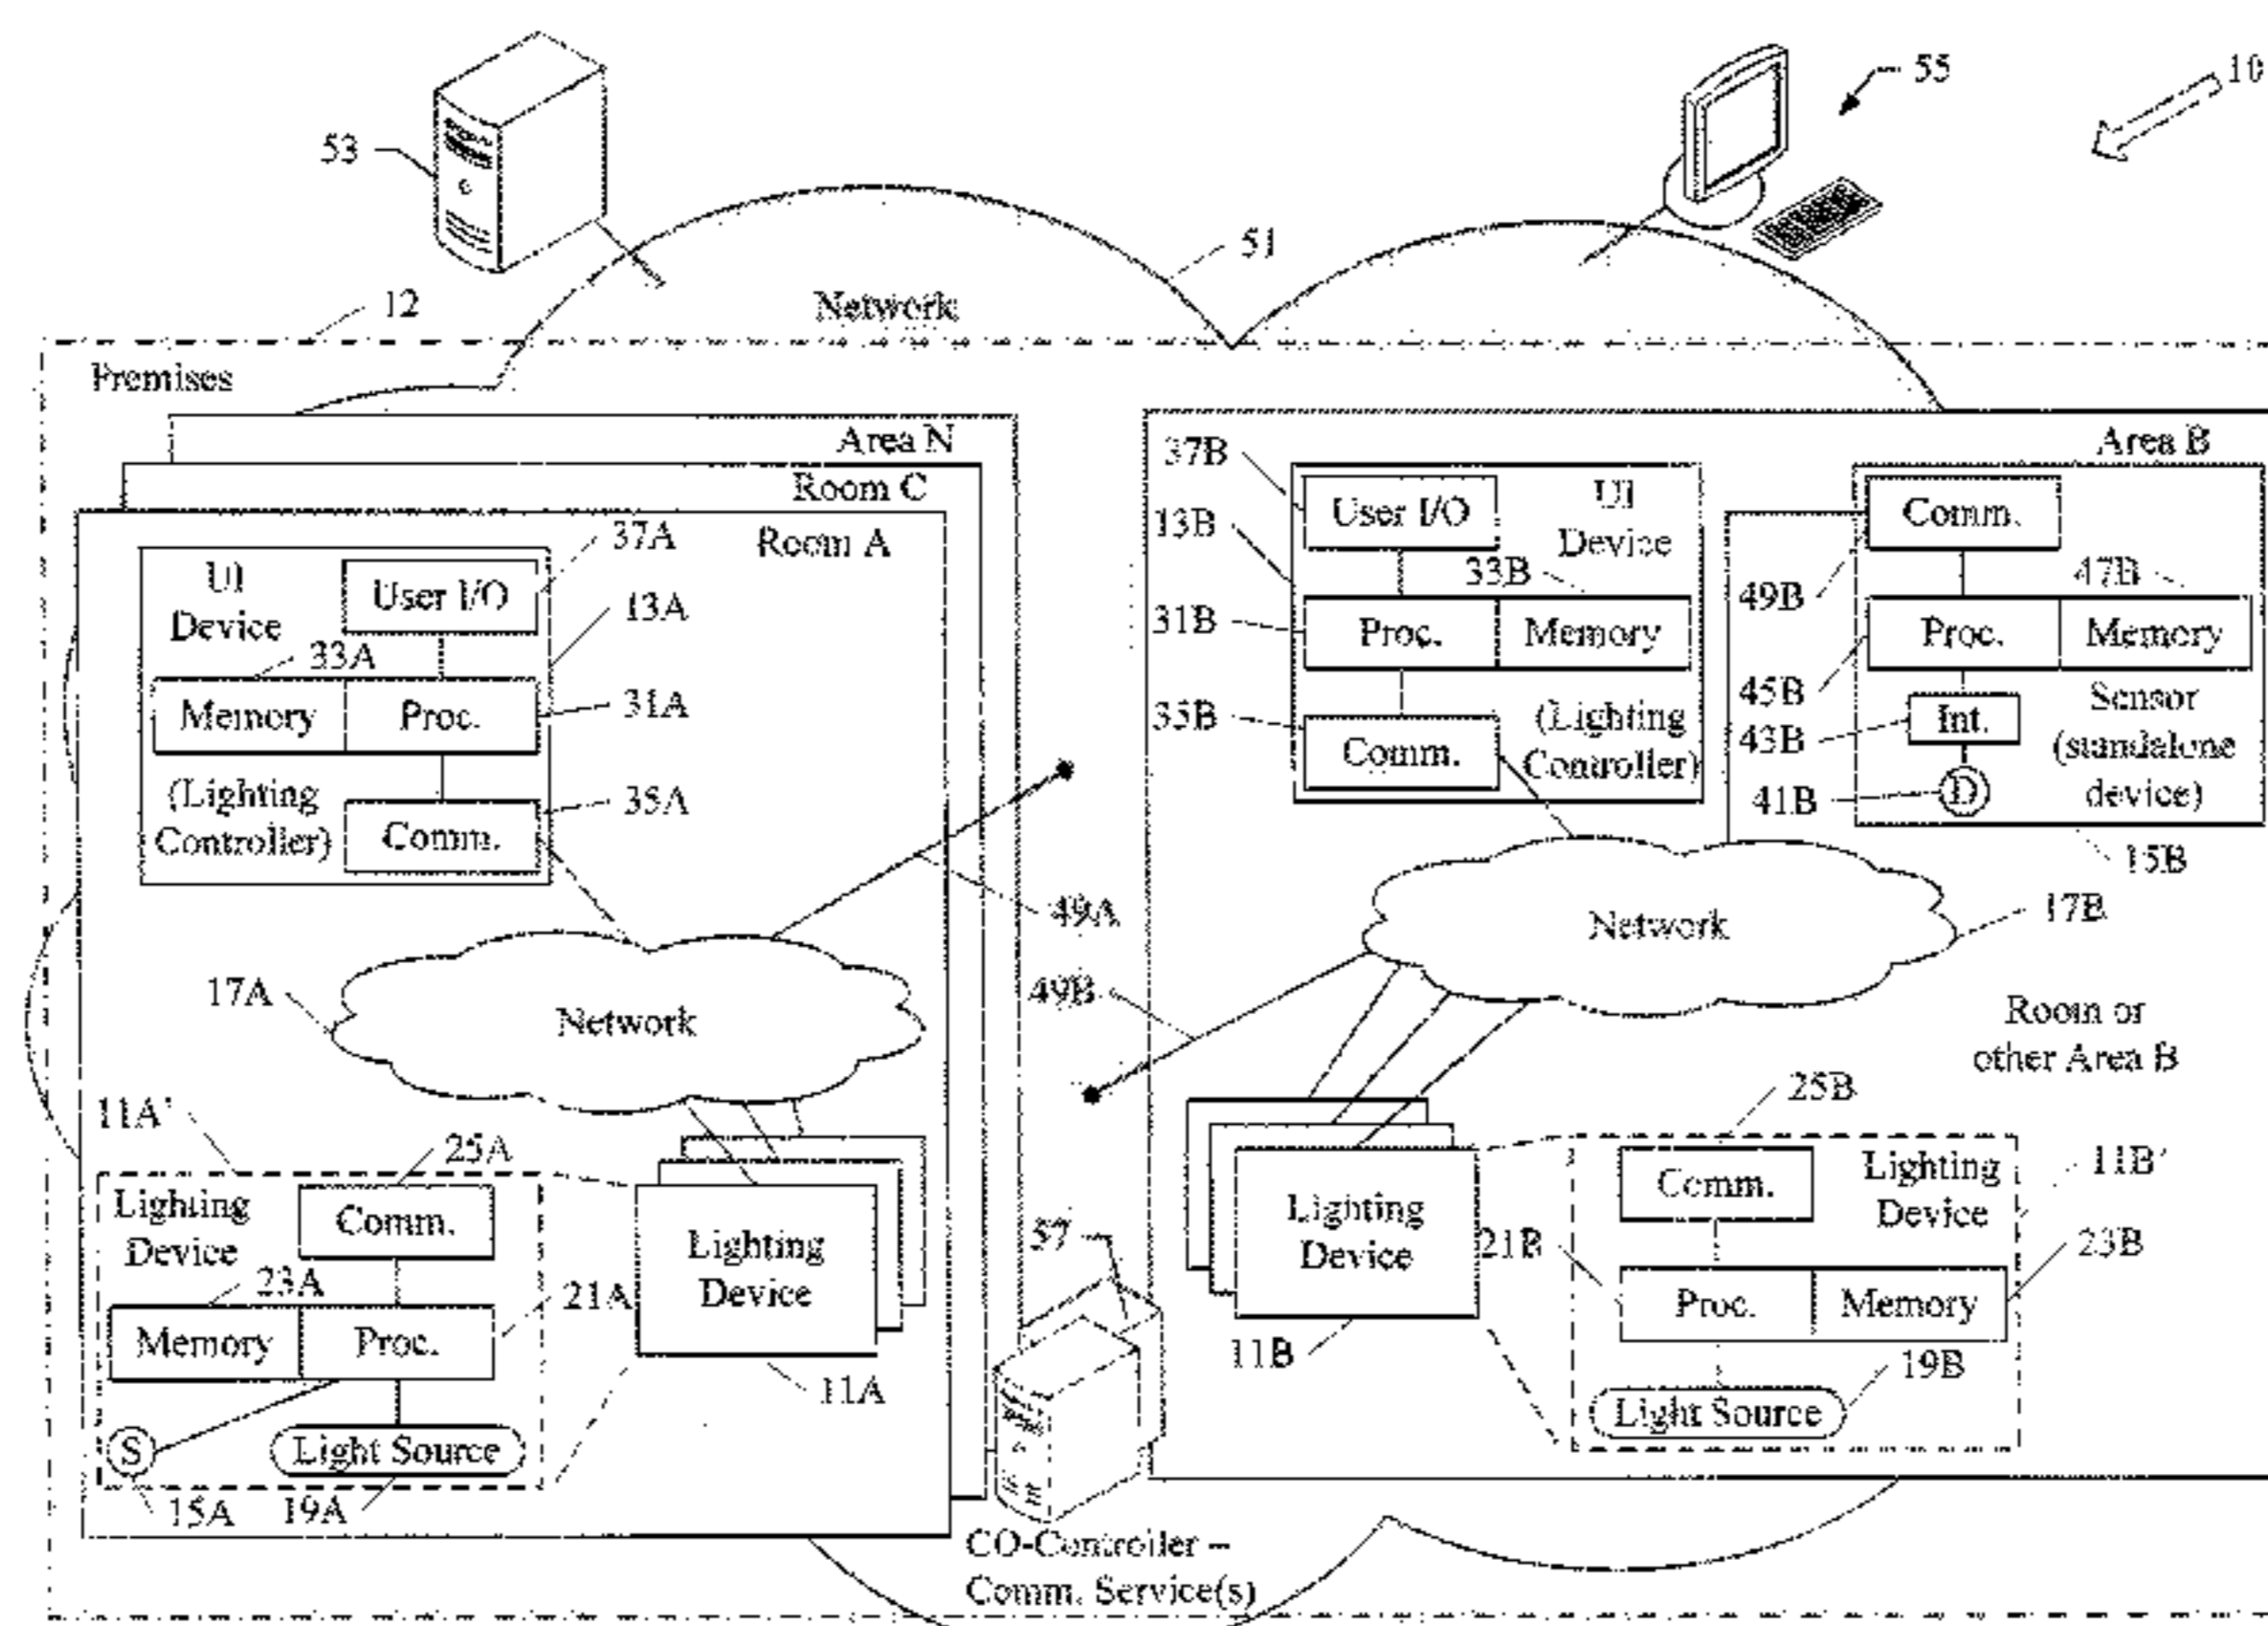 53
55
10
51
12
Network
Premises
Area N
Room C
Room A
UI
Device
User I/O
37A
13A
33A
Memory
Proc.
31A
(Lighting
Controller)
Comm.
35A
49A
17A
Network
11A'
25A
Lighting
Device
Comm.
23A
21A
Memory
Proc.
S
Light Source
15A
19A
Lighting
Device
11A
Area B
37B
User I/O
UI
Device
13B
33B
31B
Proc.
Memory
35B
Comm.
(Lighting
Controller)
Comm.
49B
47B
Proc.
Memory
45B
Int.
43B
Sensor
(standalone
device)
41B
D
15B
17B
Network
49B
Room or
other Area B
25B
Lighting
Device
11B
Comm.
Lighting
Device
11B'
21B
23B
Proc.
Memory
19B
Light Source
57
CO-Controller –
Comm. Service(s)